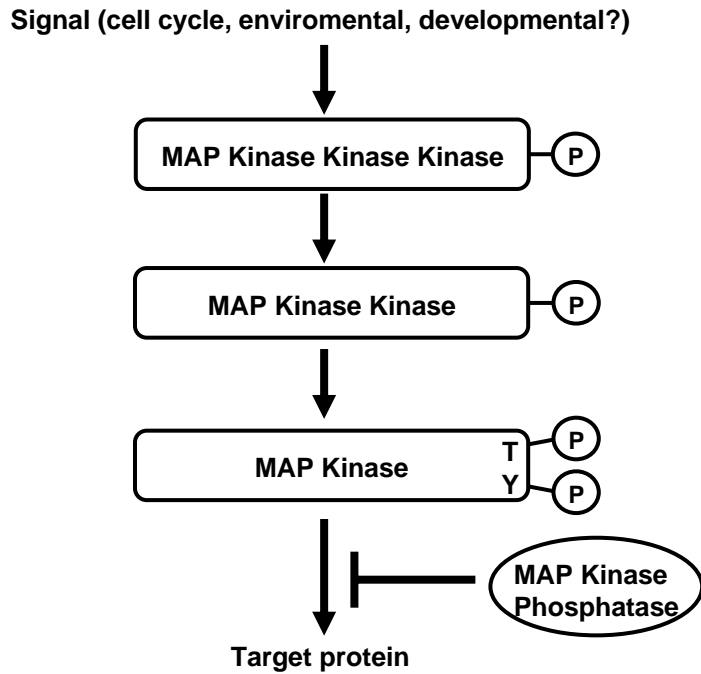 Signal (cell cycle, enviromental, developmental?)
MAP Kinase Kinase Kinase
P
MAP Kinase Kinase
P
MAP Kinase
T
P
Y
P
MAP Kinase
Phosphatase
Target protein